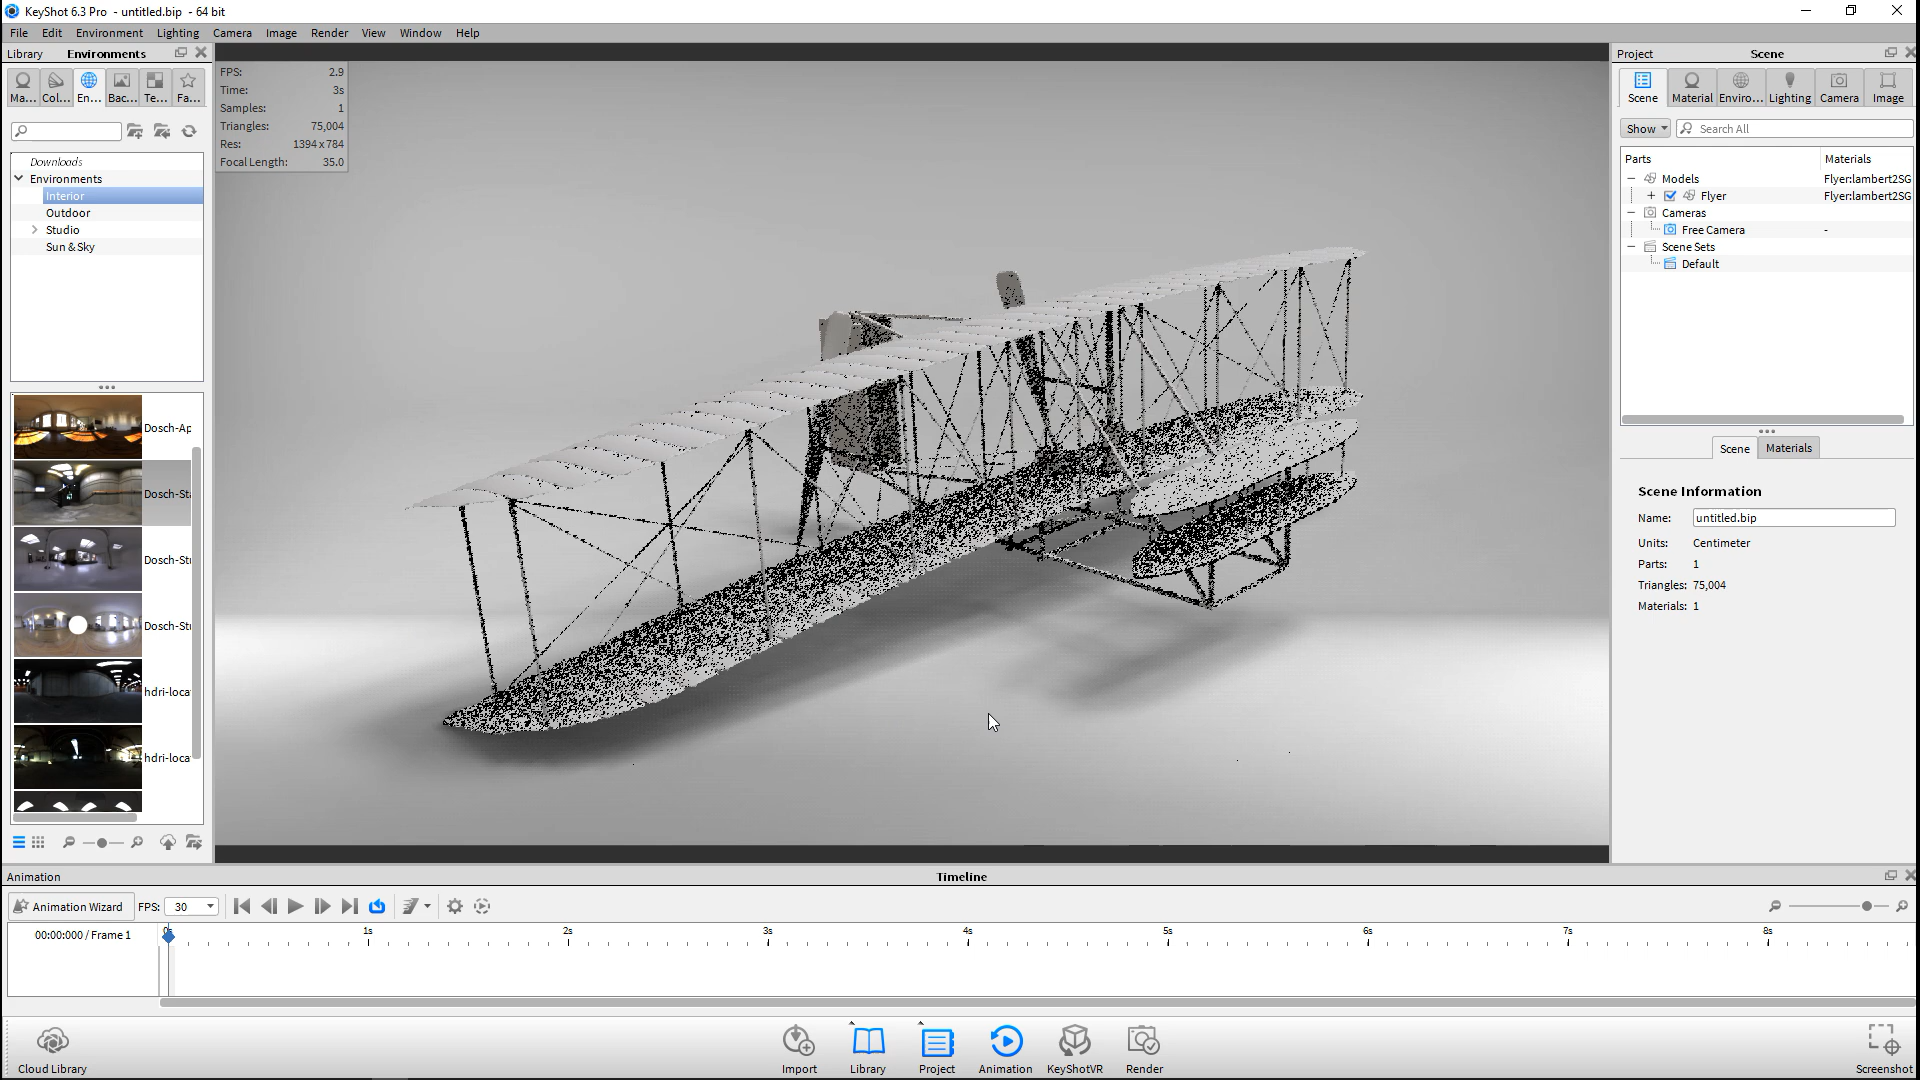 KeyShot 6.3 Pro - untitled.bip - 64 bit
File Edit Environment Lighting Camera Image Render View Window Help
Library Environments
Ma... Col... En... Bac... Te... Fa...
Downloads
Environments
Interior
Outdoor
Studio
Sun & Sky
Dosch-Ap
Dosch-Sta
Dosch-Stu
Dosch-Stu
hdri-loca
hdri-loca
FPS: 2.9
Time: 3s
Samples: 1
Triangles: 75,004
Res: 1394 x 784
Focal Length: 35.0
Project Scene
Scene Material Enviro... Lighting Camera Image
Show Search All
Parts Materials
Models Flyer:lambert2SG
Flyer Flyer:lambert2SG
Cameras
Free Camera -
Scene Sets
Default
Scene Materials
Scene Information
Name: untitled.bip
Units: Centimeter
Parts: 1
Triangles: 75,004
Materials: 1
Animation Timeline
Animation Wizard FPS: 30
00:00:000 / Frame 1 0s 1s 2s 3s 4s 5s 6s 7s 8s
Cloud Library Import Library Project Animation KeyShotVR Render Screenshot